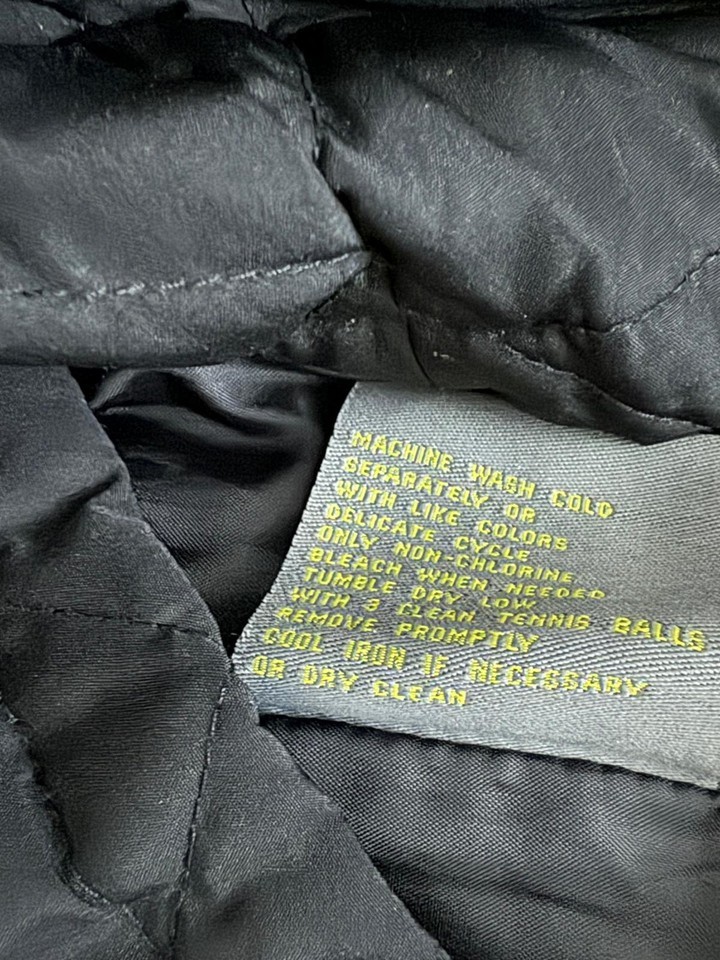 MACHINE WASH COLD
SEPARATELY OR
WITH LIKE COLORS
DELICATE CYCLE
ONLY NON-CHLORINE
BLEACH WHEN NEEDED
TUMBLE DRY LOW
WITH 3 CLEAN TENNIS BALLS
REMOVE PROMPTLY
COOL IRON IF NECESSARY
OR DRY CLEAN